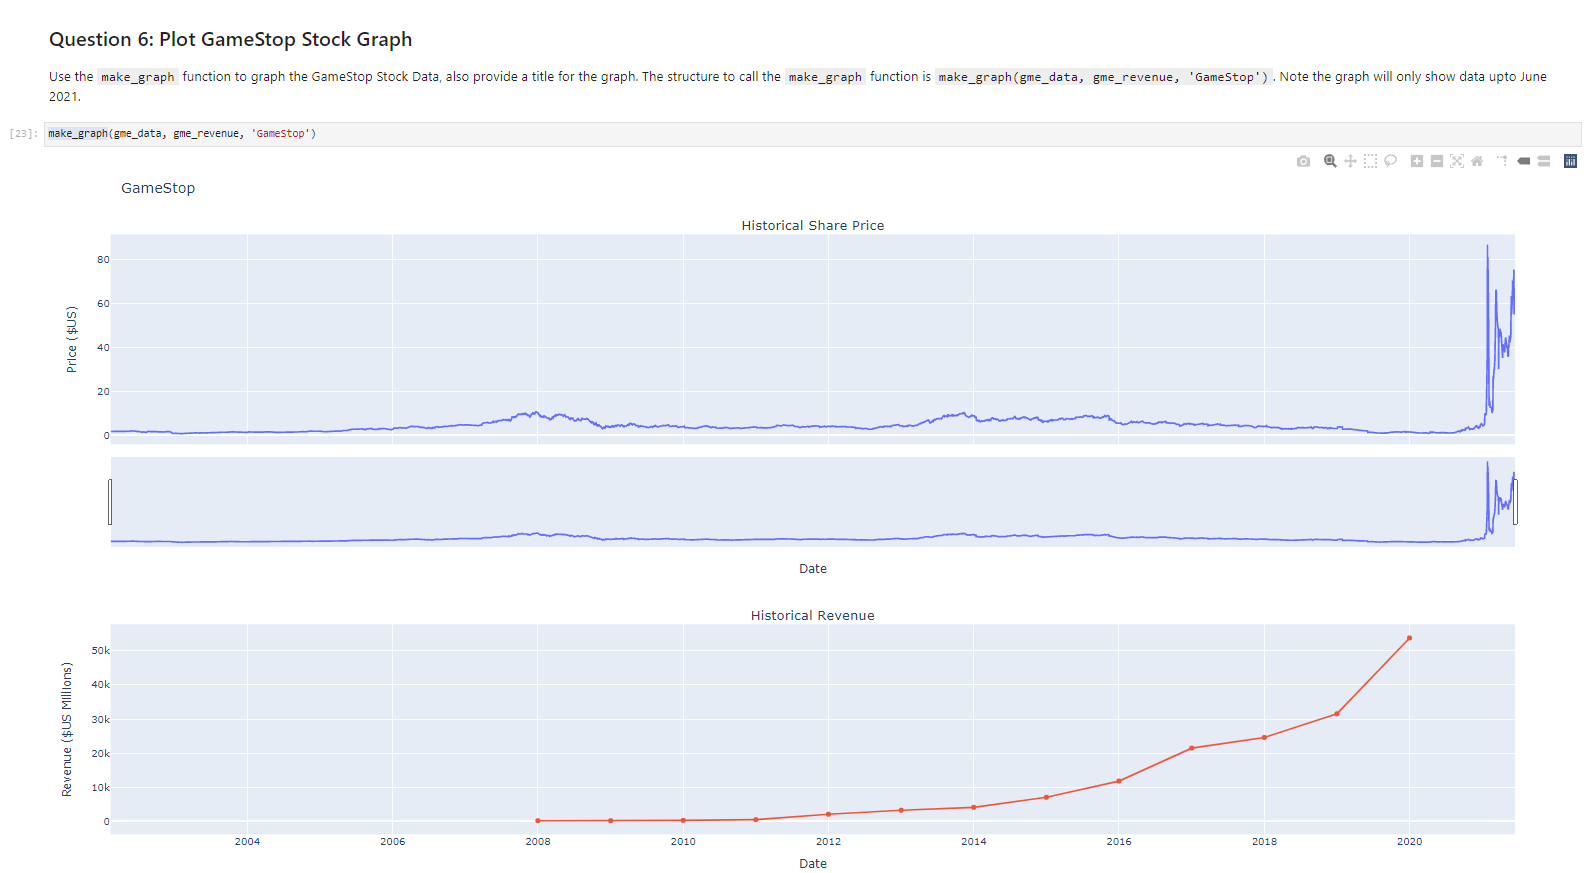 Question 6: Plot GameStop Stock Graph
Use the make_graph function to graph the GameStop Stock Data, also provide a title for the graph. The structure to call the make_graph function is make_graph(gme_data, gme_revenue, 'GameStop'). Note the graph will only show data upto June
2021.
[23]: make_graph(gme_data, gme_revenue, 'GameStop')
GameStop
Historical Share Price
80
60
40
20
0
Price ($US)
Date
Historical Revenue
50k
40k
30k
20k
10k
0
Revenue ($US Millions)
2004 2006 2008 2010 2012 2014 2016 2018 2020
Date